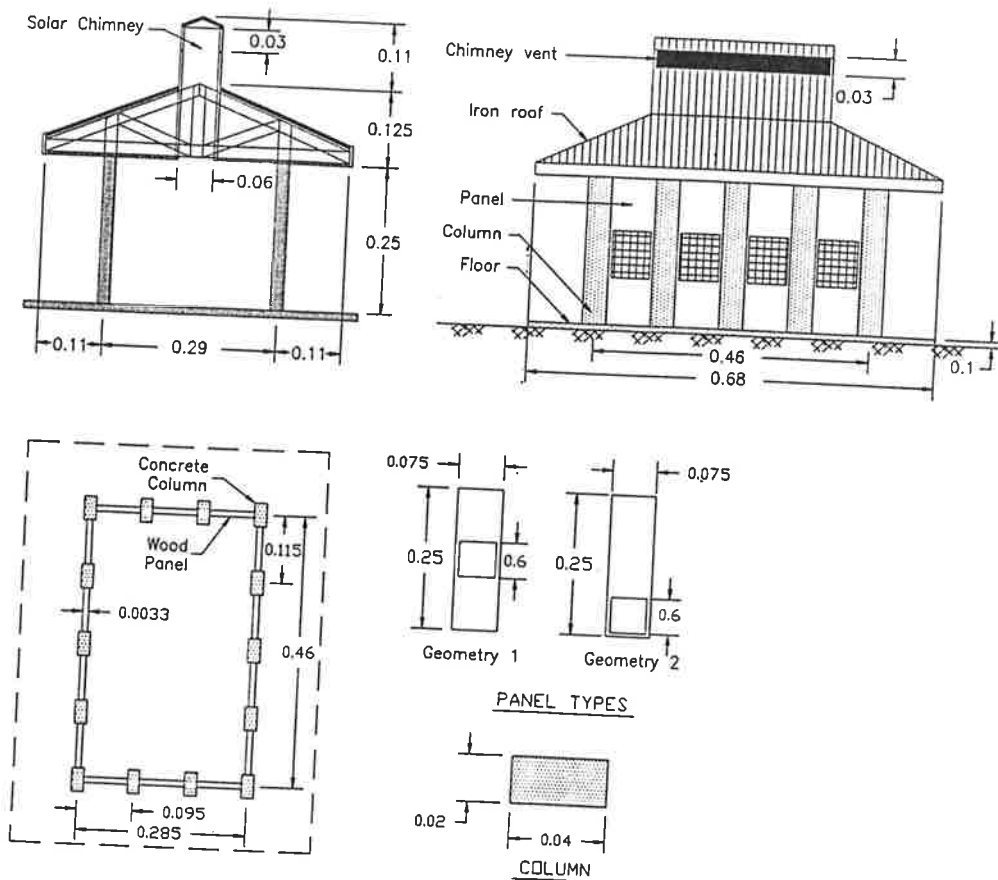 Solar Chimney
0.03
0.11
0.125
0.06
0.25
0.11
0.29
0.11
Chimney vent
0.03
Iron roof
Panel
Column
Floor
0.46
0.68
0.1
Concrete
Column
Wood
Panel
0.115
0.0033
0.46
0.095
0.285
0.075
0.25
0.6
Geometry 1
0.075
0.25
0.6
Geometry 2
PANEL TYPES
0.02
0.04
COLUMN